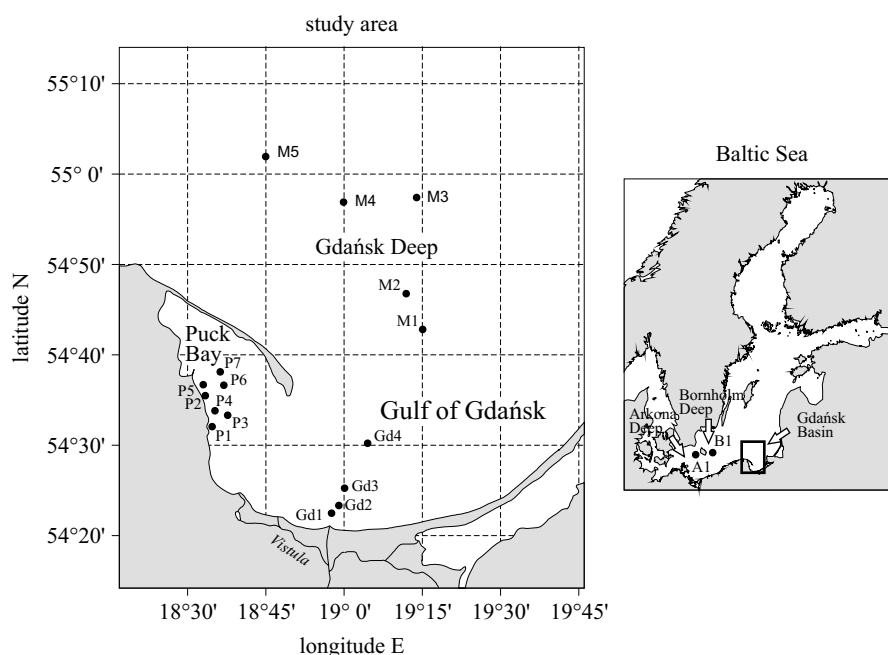 study area
55°10'
55° 0'
54°50'
54°40'
54°30'
54°20'
latitude N
18°30'
18°45'
19° 0'
19°15'
19°30'
19°45'
longitude E
M5
M4
M3
Gdańsk Deep
M2
M1
Puck
Bay
P7
P5
P6
P2
P4
P3
P1
Gulf of Gdańsk
Gd4
Gd3
Gd2
Gd1
Vistula
Baltic Sea
Bornholm
Deep
Arkona
Deep
Gdańsk
Basin
B1
A1